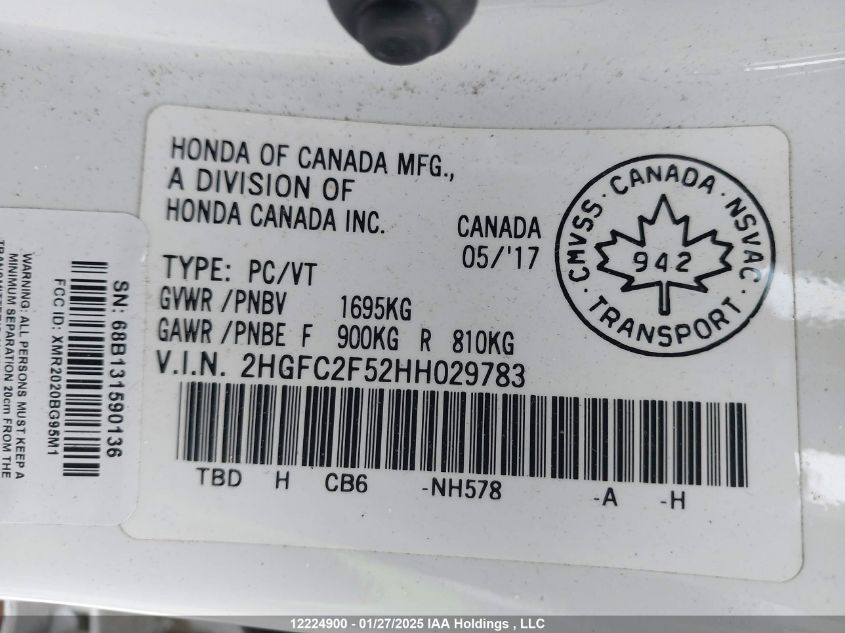 HONDA OF CANADA MFG.,
A DIVISION OF
HONDA CANADA INC.
CANADA
05/'17
TYPE: PC/VT
GVWR /PNBV 1695KG
GAWR /PNBE F 900KG R 810KG
V.I.N. 2HGFC2F52HH029783
TBD H CB6 -NH578 -A -H
CMVSS · CANADA · NSVAC ·
942
TRANSPORT ·
SN: 68B131590136
FCC ID: XMR2020BG95M1
WARNING: ALL PERSONS MUST KEEP A
MINIMUM SEPARATION 20cm FROM THE
12224900 - 01/27/2025 IAA Holdings , LLC